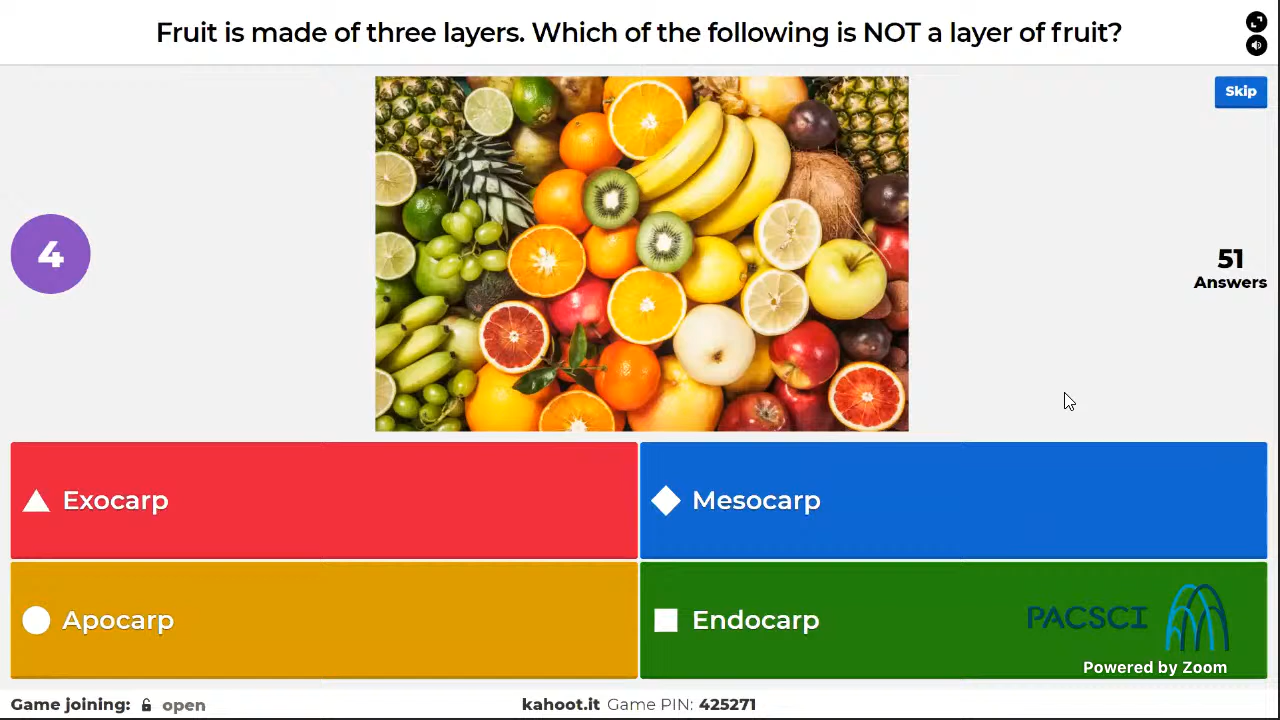 Fruit is made of three layers. Which of the following is NOT a layer of fruit?
Skip
4
51
Answers
Exocarp
Mesocarp
Apocarp
Endocarp
PACSCI
Powered by Zoom
Game joining: open
kahoot.it Game PIN: 425271